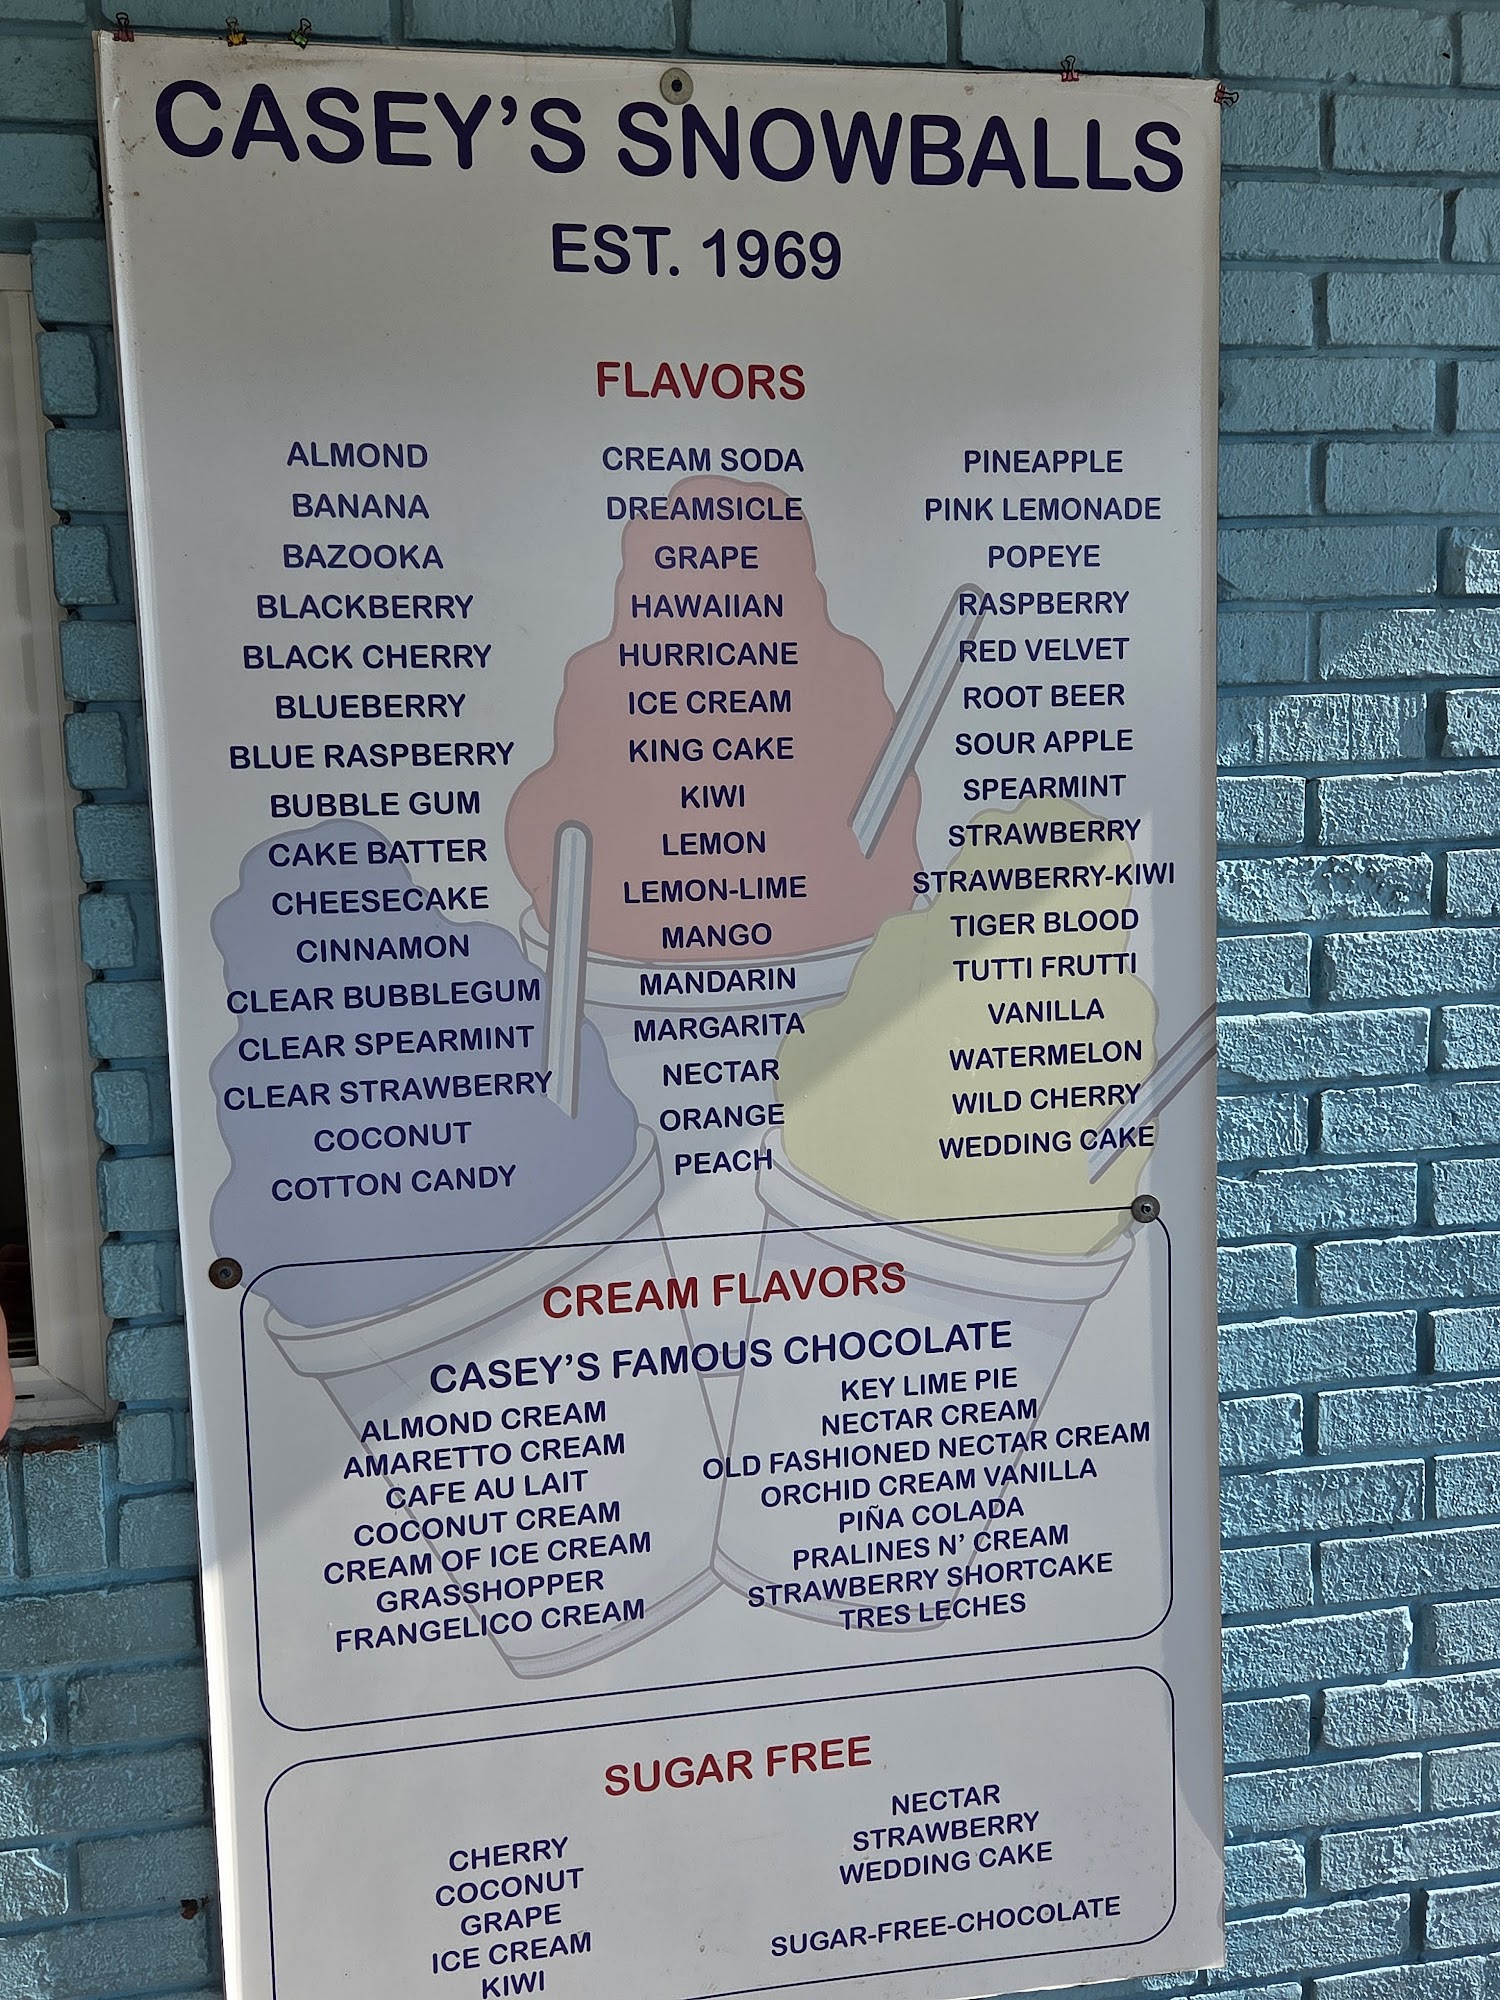 CASEY'S SNOWBALLS
EST. 1969
FLAVORS
ALMOND
BANANA
BAZOOKA
BLACKBERRY
BLACK CHERRY
BLUEBERRY
BLUE RASPBERRY
BUBBLE GUM
CAKE BATTER
CHEESECAKE
CINNAMON
CLEAR BUBBLEGUM
CLEAR SPEARMINT
CLEAR STRAWBERRY
COCONUT
COTTON CANDY
CREAM SODA
DREAMSICLE
GRAPE
HAWAIIAN
HURRICANE
ICE CREAM
KING CAKE
KIWI
LEMON
LEMON-LIME
MANGO
MANDARIN
MARGARITA
NECTAR
ORANGE
PEACH
PINEAPPLE
PINK LEMONADE
POPEYE
RASPBERRY
RED VELVET
ROOT BEER
SOUR APPLE
SPEARMINT
STRAWBERRY
STRAWBERRY-KIWI
TIGER BLOOD
TUTTI FRUTTI
VANILLA
WATERMELON
WILD CHERRY
WEDDING CAKE
CREAM FLAVORS
CASEY'S FAMOUS CHOCOLATE
ALMOND CREAM
AMARETTO CREAM
CAFE AU LAIT
COCONUT CREAM
CREAM OF ICE CREAM
GRASSHOPPER
FRANGELICO CREAM
KEY LIME PIE
NECTAR CREAM
OLD FASHIONED NECTAR CREAM
ORCHID CREAM VANILLA
PIÑA COLADA
PRALINES N' CREAM
STRAWBERRY SHORTCAKE
TRES LECHES
SUGAR FREE
CHERRY
COCONUT
GRAPE
ICE CREAM
KIWI
NECTAR
STRAWBERRY
WEDDING CAKE
SUGAR-FREE-CHOCOLATE